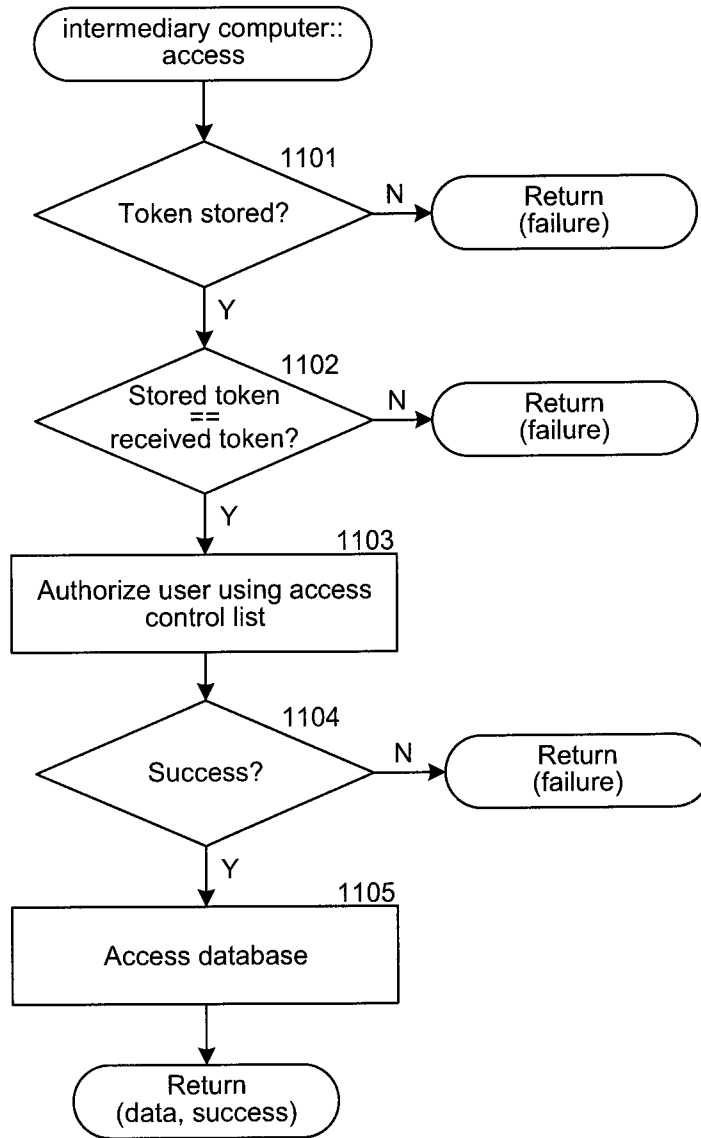 intermediary computer::
access
1101
Token stored?
N
Return
(failure)
Y
1102
Stored token
==
received token?
N
Return
(failure)
Y
1103
Authorize user using access
control list
1104
Success?
N
Return
(failure)
Y
1105
Access database
Return
(data, success)